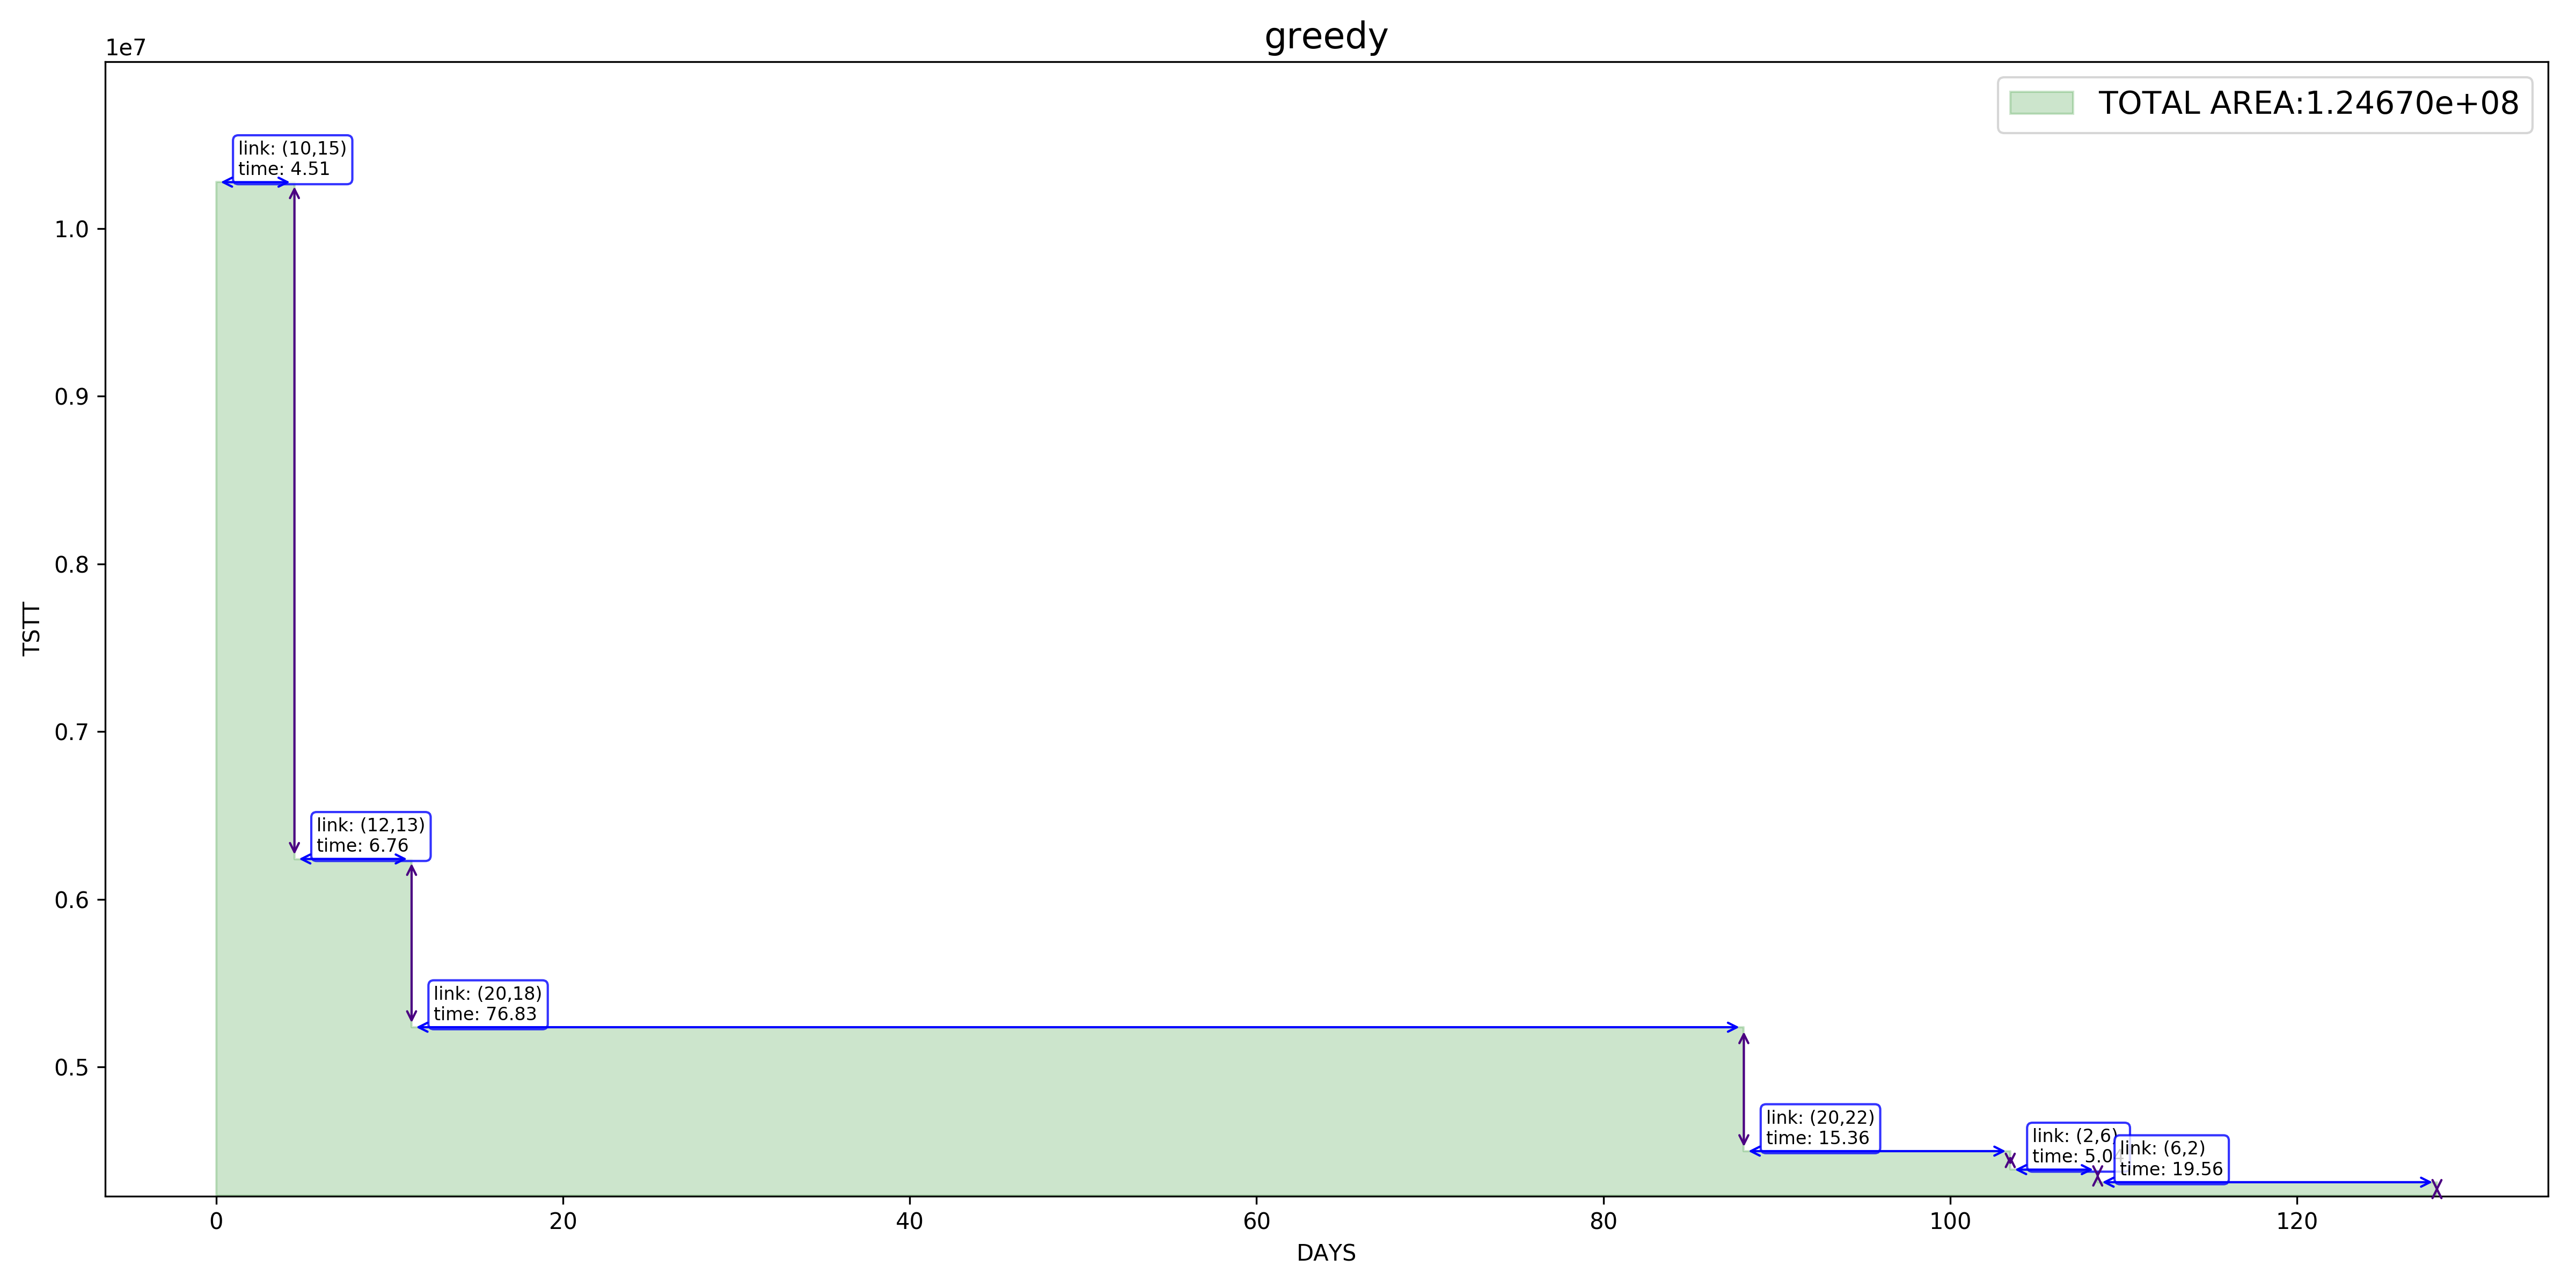 greedy
1e7
TOTAL AREA:1.24670e+08
link: (10,15)
time: 4.51
1.0
0.9
0.8
0.7
TSTT
link: (12,13)
time: 6.76
0.6
link: (20,18)
time: 76.83
0.5
link: (20,22)
time: 15.36
link: (2,6)
time: 5.0
link: (6,2)
time: 19.56
0 20 40 60 80 100 120
DAYS